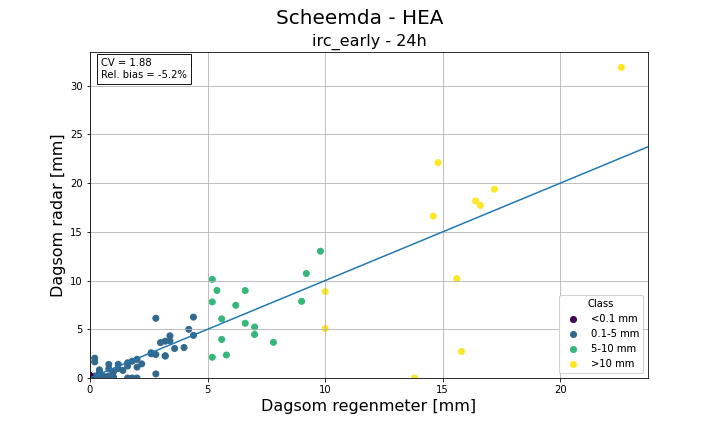 Scheemda - HEA
irc_early - 24h
CV = 1.88
Rel. bias = -5.2%
Dagsom radar [mm]
30
25
20
15
10
5
0
0 5 10 15 20
Dagsom regenmeter [mm]
Class
<0.1 mm
0.1-5 mm
5-10 mm
>10 mm